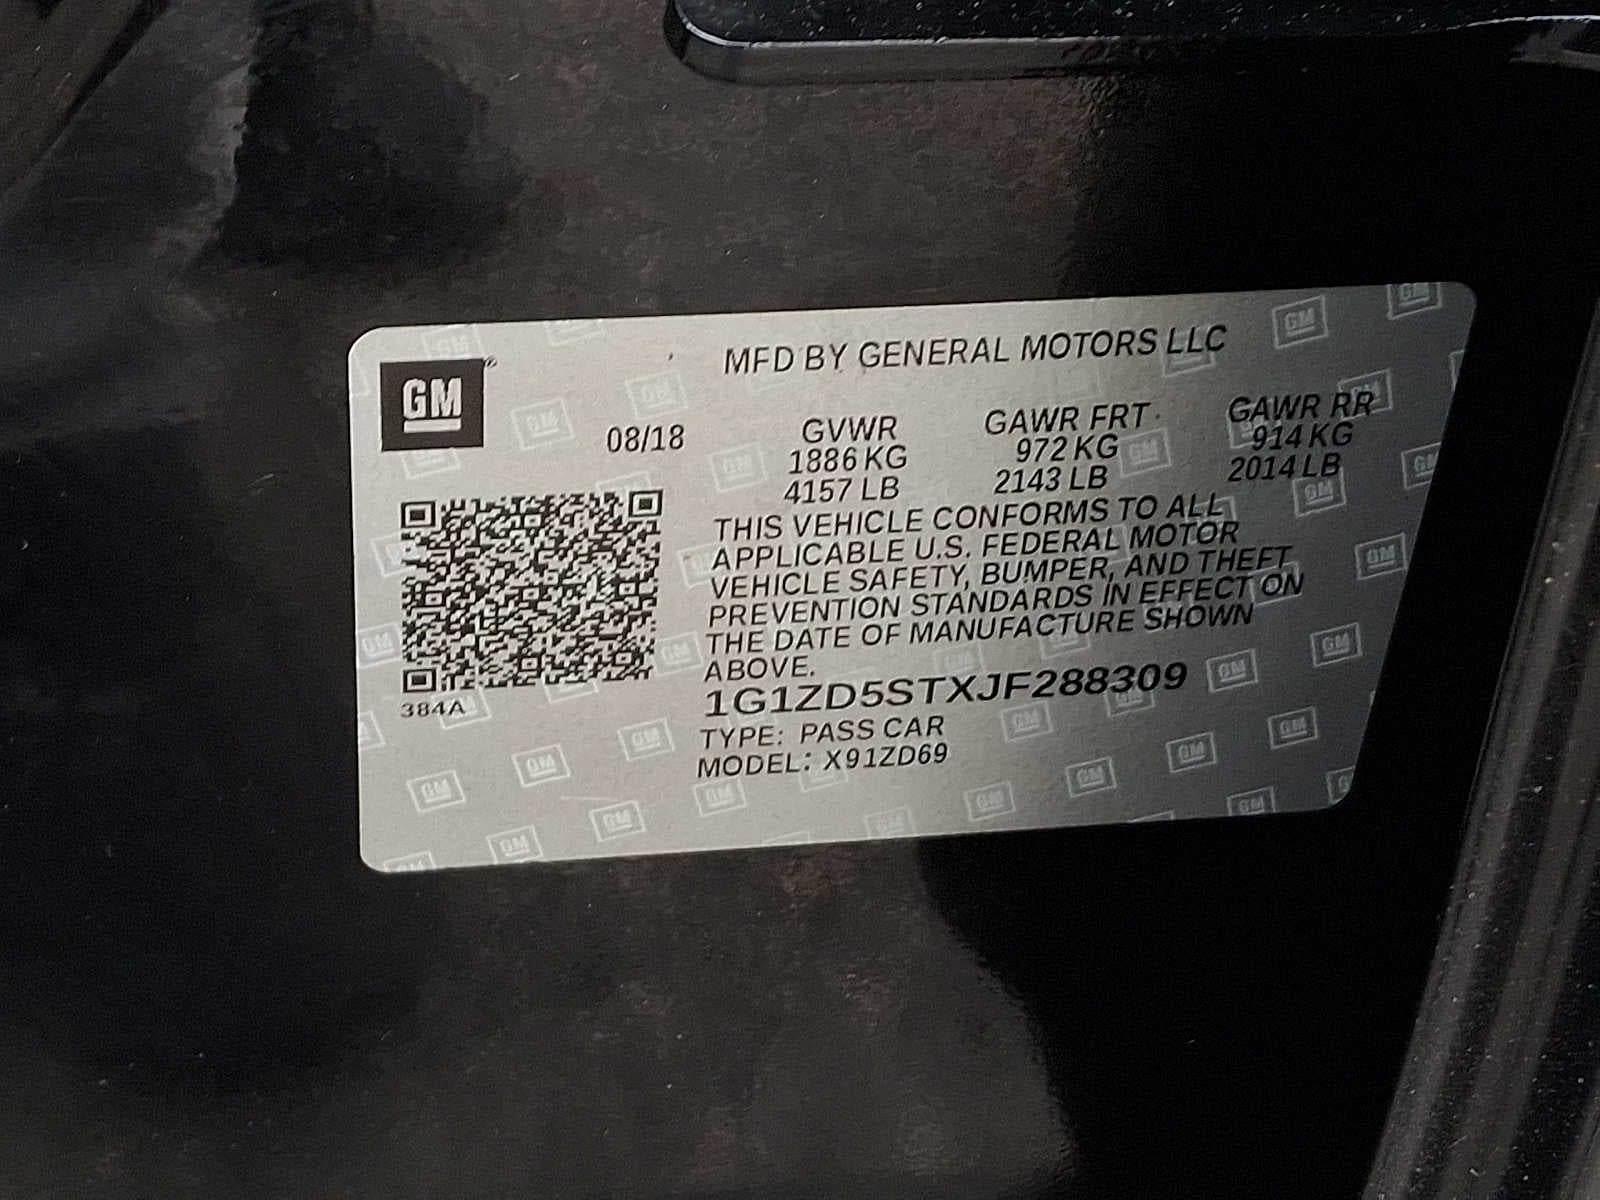 MFD BY GENERAL MOTORS LLC
GM
08/18 GVWR GAWR FRT GAWR RR
1886 KG 972 KG 914 KG
4157 LB 2143 LB 2014 LB
THIS VEHICLE CONFORMS TO ALL
APPLICABLE U.S. FEDERAL MOTOR
VEHICLE SAFETY, BUMPER, AND THEFT
PREVENTION STANDARDS IN EFFECT ON
THE DATE OF MANUFACTURE SHOWN
ABOVE.
384A
1G1ZD5STXJF288309
TYPE: PASS CAR
MODEL: X91ZD69